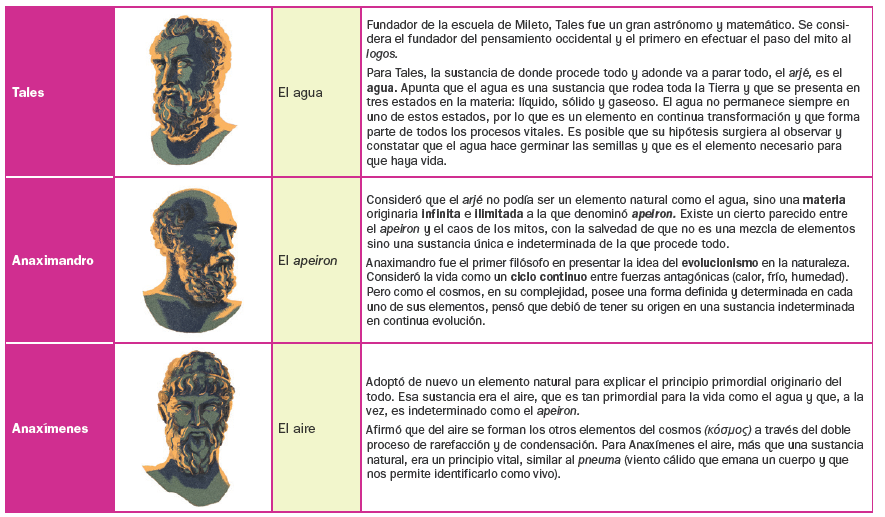 Tales
El agua
Fundador de la escuela de Mileto, Tales fue un gran astrónomo y matemático. Se consi-
dera el fundador del pensamiento occidental y el primero en efectuar el paso del mito al
logos.
Para Tales, la sustancia de donde procede todo y adonde va a parar todo, el arjé, es el
agua. Apunta que el agua es una sustancia que rodea toda la Tierra y que se presenta en
tres estados en la materia: líquido, sólido y gaseoso. El agua no permanece siempre en
uno de estos estados, por lo que es un elemento en continua transformación y que forma
parte de todos los procesos vitales. Es posible que su hipótesis surgiera al observar y
constatar que el agua hace germinar las semillas y que es el elemento necesario para
que haya vida.
Anaximandro
El apeiron
Consideró que el arjé no podía ser un elemento natural como el agua, sino una materia
originaria infinita e ilimitada a la que denominó apeiron. Existe un cierto parecido entre
el apeiron y el caos de los mitos, con la salvedad de que no es una mezcla de elementos
sino una sustancia única e indeterminada de la que procede todo.
Anaximandro fue el primer filósofo en presentar la idea del evolucionismo en la naturaleza.
Consideró la vida como un ciclo continuo entre fuerzas antagónicas (calor, frío, humedad).
Pero como el cosmos, en su complejidad, posee una forma definida y determinada en cada
uno de sus elementos, pensó que debió de tener su origen en una sustancia indeterminada
en continua evolución.
Anaxímenes
El aire
Adoptó de nuevo un elemento natural para explicar el principio primordial originario del
todo. Esa sustancia era el aire, que es tan primordial para la vida como el agua y que, a la
vez, es indeterminado como el apeiron.
Afirmó que del aire se forman los otros elementos del cosmos (κόσμος) a través del doble
proceso de rarefacción y de condensación. Para Anaxímenes el aire, más que una sustancia
natural, era un principio vital, similar al pneuma (viento cálido que emana un cuerpo y que
nos permite identificarlo como vivo).